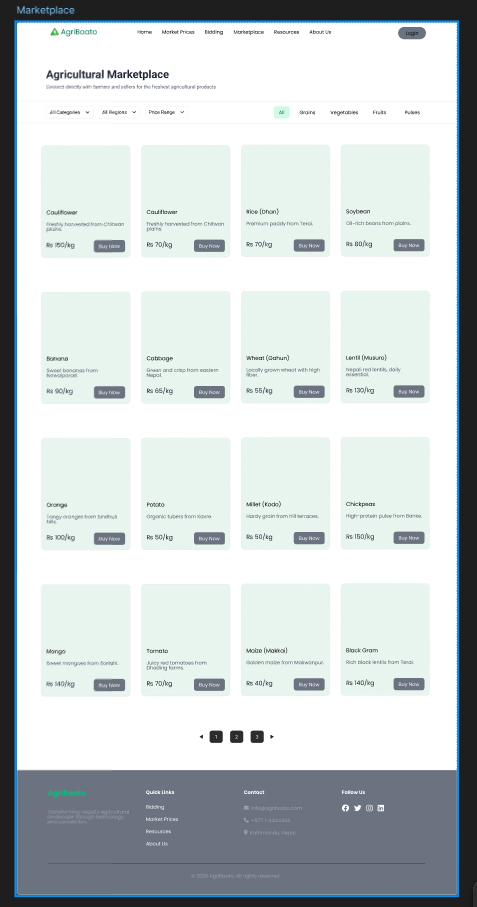 Marketplace
AgriBaato
Home Market Prices Bidding Marketplace Resources About Us
Login
Agricultural Marketplace
Connect directly with farmers and sellers for the freshest agricultural products
All Categories All Regions Price Range
All Grains Vegetables Fruits Pulses
Cauliflower
Freshly harvested from Chitwan
plains.
Rs 150/kg Buy Now
Cauliflower
Freshly harvested from Chitwan
plains.
Rs 70/kg Buy Now
Rice (Dhan)
Premium paddy from Terai.
Rs 70/kg Buy Now
Soybean
Oil-rich beans from plains.
Rs 80/kg Buy Now
Banana
Sweet bananas from
Nawalparasi.
Rs 90/kg Buy Now
Cabbage
Green and crisp from eastern
Nepal.
Rs 65/kg Buy Now
Wheat (Gahun)
Locally grown wheat with high
fiber.
Rs 55/kg Buy Now
Lentil (Musuro)
Nepali red lentils, daily
essential.
Rs 130/kg Buy Now
Orange
Tangy oranges from Sindhuli
hills.
Rs 100/kg Buy Now
Potato
Organic tubers from Kavre.
Rs 50/kg Buy Now
Millet (Kodo)
Hardy grain from hill terraces.
Rs 50/kg Buy Now
Chickpeas
High-protein pulse from Banke.
Rs 150/kg Buy Now
Mango
Sweet mangoes from Sarlahi.
Rs 140/kg Buy Now
Tomato
Juicy red tomatoes from
Dhading farms.
Rs 70/kg Buy Now
Maize (Makkai)
Golden maize from Makwanpur.
Rs 40/kg Buy Now
Black Gram
Rich black lentils from Terai.
Rs 140/kg Buy Now
1 2 3
AgriBaato
Transforming Nepal's agricultural
landscape through technology
Quick Links
Bidding
Market Prices
Resources
About Us
Contact
info@agribaato.com
Kathmandu, Nepal
Follow Us
© 2025 AgriBaato. All rights reserved.